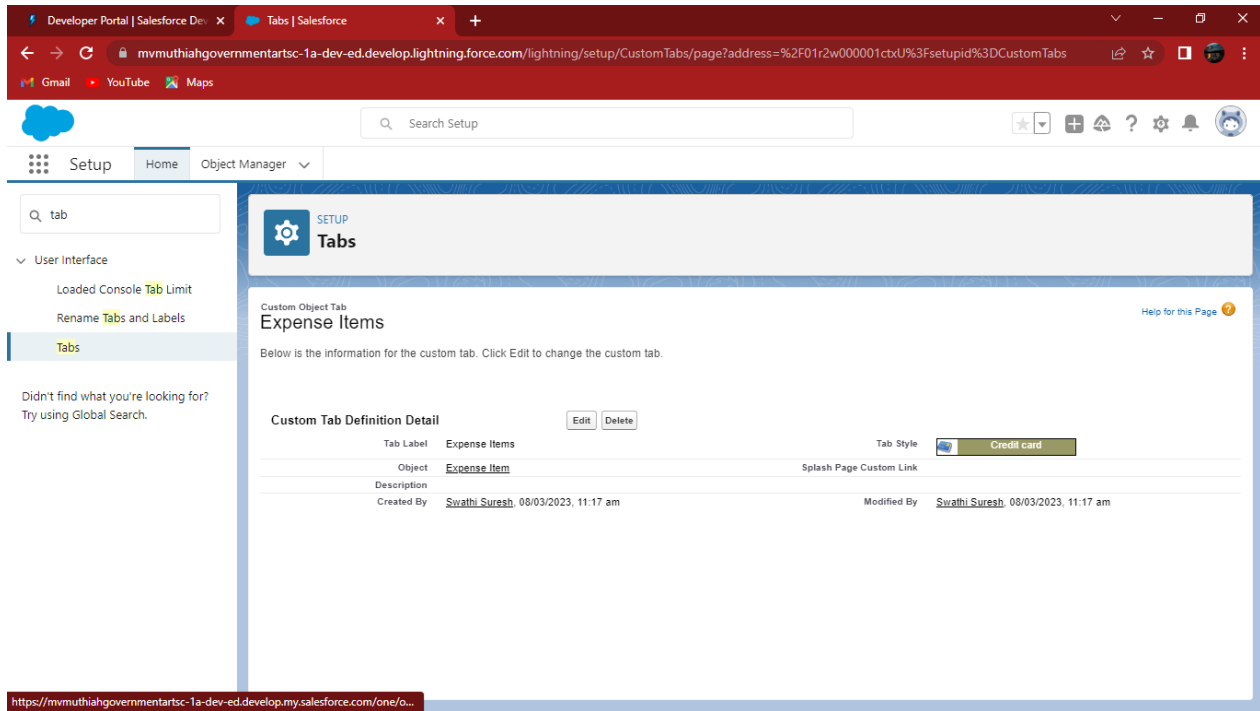 Developer Portal | Salesforce Dev
Tabs | Salesforce
mvmuthiahgovernmentartsc-1a-dev-ed.develop.lightning.force.com/lightning/setup/CustomTabs/page?address=%2F01r2w000001ctxU%3Fsetupid%3DCustomTabs
Gmail YouTube Maps
Search Setup
Setup Home Object Manager
tab
User Interface
Loaded Console Tab Limit
Rename Tabs and Labels
Tabs
Didn't find what you're looking for?
Try using Global Search.
SETUP
Tabs
Custom Object Tab
Expense Items
Help for this Page
Below is the information for the custom tab. Click Edit to change the custom tab.
Custom Tab Definition Detail Edit Delete
Tab Label Expense Items Tab Style Credit card
Object Expense Item Splash Page Custom Link
Description
Created By Swathi Suresh, 08/03/2023, 11:17 am Modified By Swathi Suresh, 08/03/2023, 11:17 am
https://mvmuthiahgovernmentartsc-1a-dev-ed.develop.my.salesforce.com/one/o...